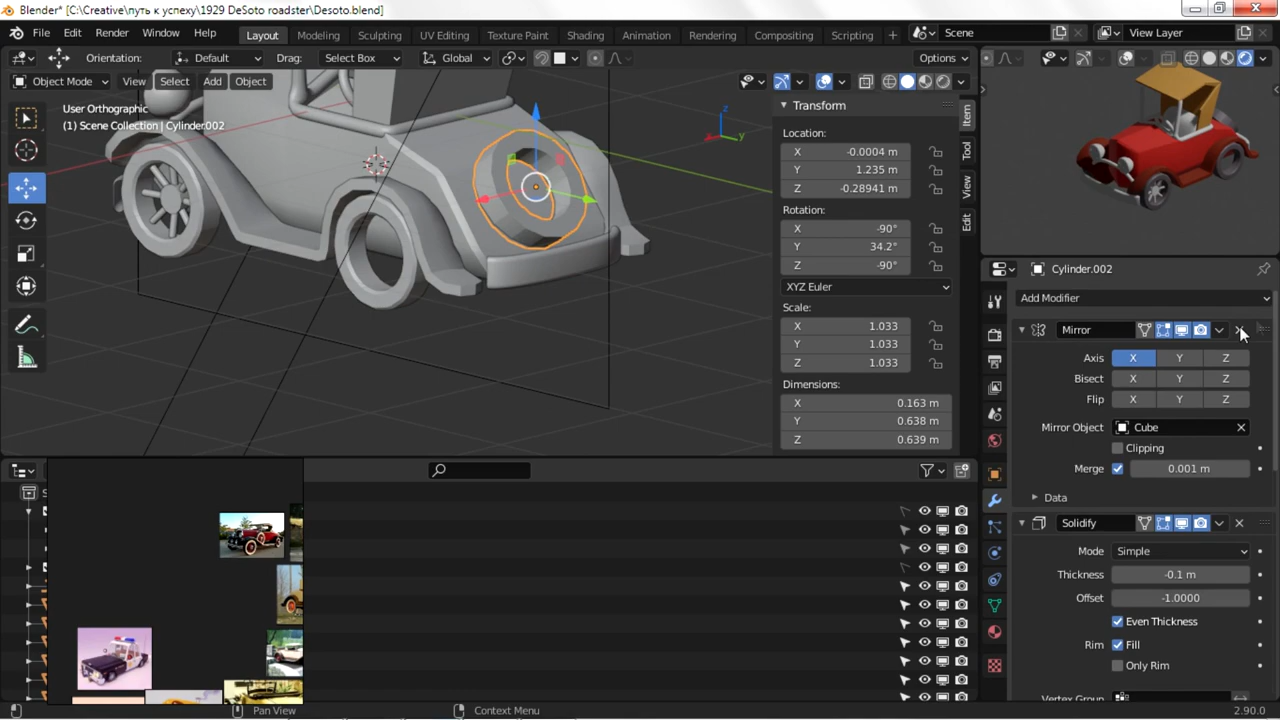 Blender* [C:\Creative\путь к успеху\1929 DeSoto roadster\Desoto.blend]
File Edit Render Window Help
Layout Modeling Sculpting UV Editing Texture Paint Shading Animation Rendering Compositing Scripting +
Scene
View Layer
Orientation: Default Drag: Select Box Global Options
Object Mode View Select Add Object
User Orthographic
(1) Scene Collection | Cylinder.002
Transform
Location:
X -0.0004 m
Y 1.235 m
Z -0.28941 m
Rotation:
X -90°
Y 34.2°
Z -90°
XYZ Euler
Scale:
X 1.033
Y 1.033
Z 1.033
Dimensions:
X 0.163 m
Y 0.638 m
Z 0.639 m
Item
Tool
View
Edit
Cylinder.002
Add Modifier
Mirror
Axis X Y Z
Bisect X Y Z
Flip X Y Z
Mirror Object Cube
Clipping
Merge 0.001 m
Data
Solidify
Mode Simple
Thickness -0.1 m
Offset -1.0000
Even Thickness
Rim Fill
Only Rim
Vertex Group
Pan View
Context Menu
2.90.0